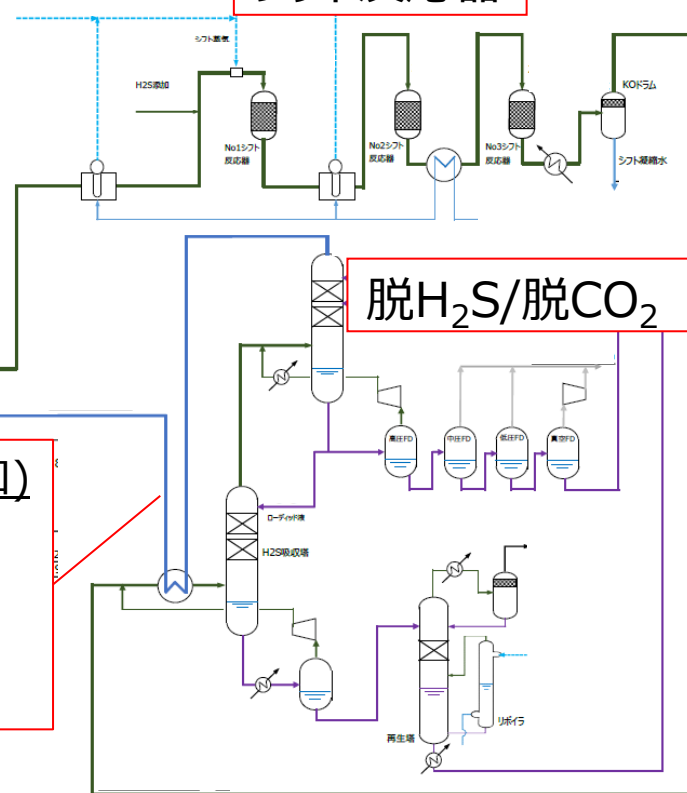 シフト蒸気
H2S添加
KOドラム
No1シフト
反応器
No2シフト
反応器
No3シフト
反応器
シフト凝縮水
脱H₂S/脱CO₂
高圧FD
中圧FD
低圧FD
真空FD
ローディッド液
H2S吸収塔
再生塔
リボイラ